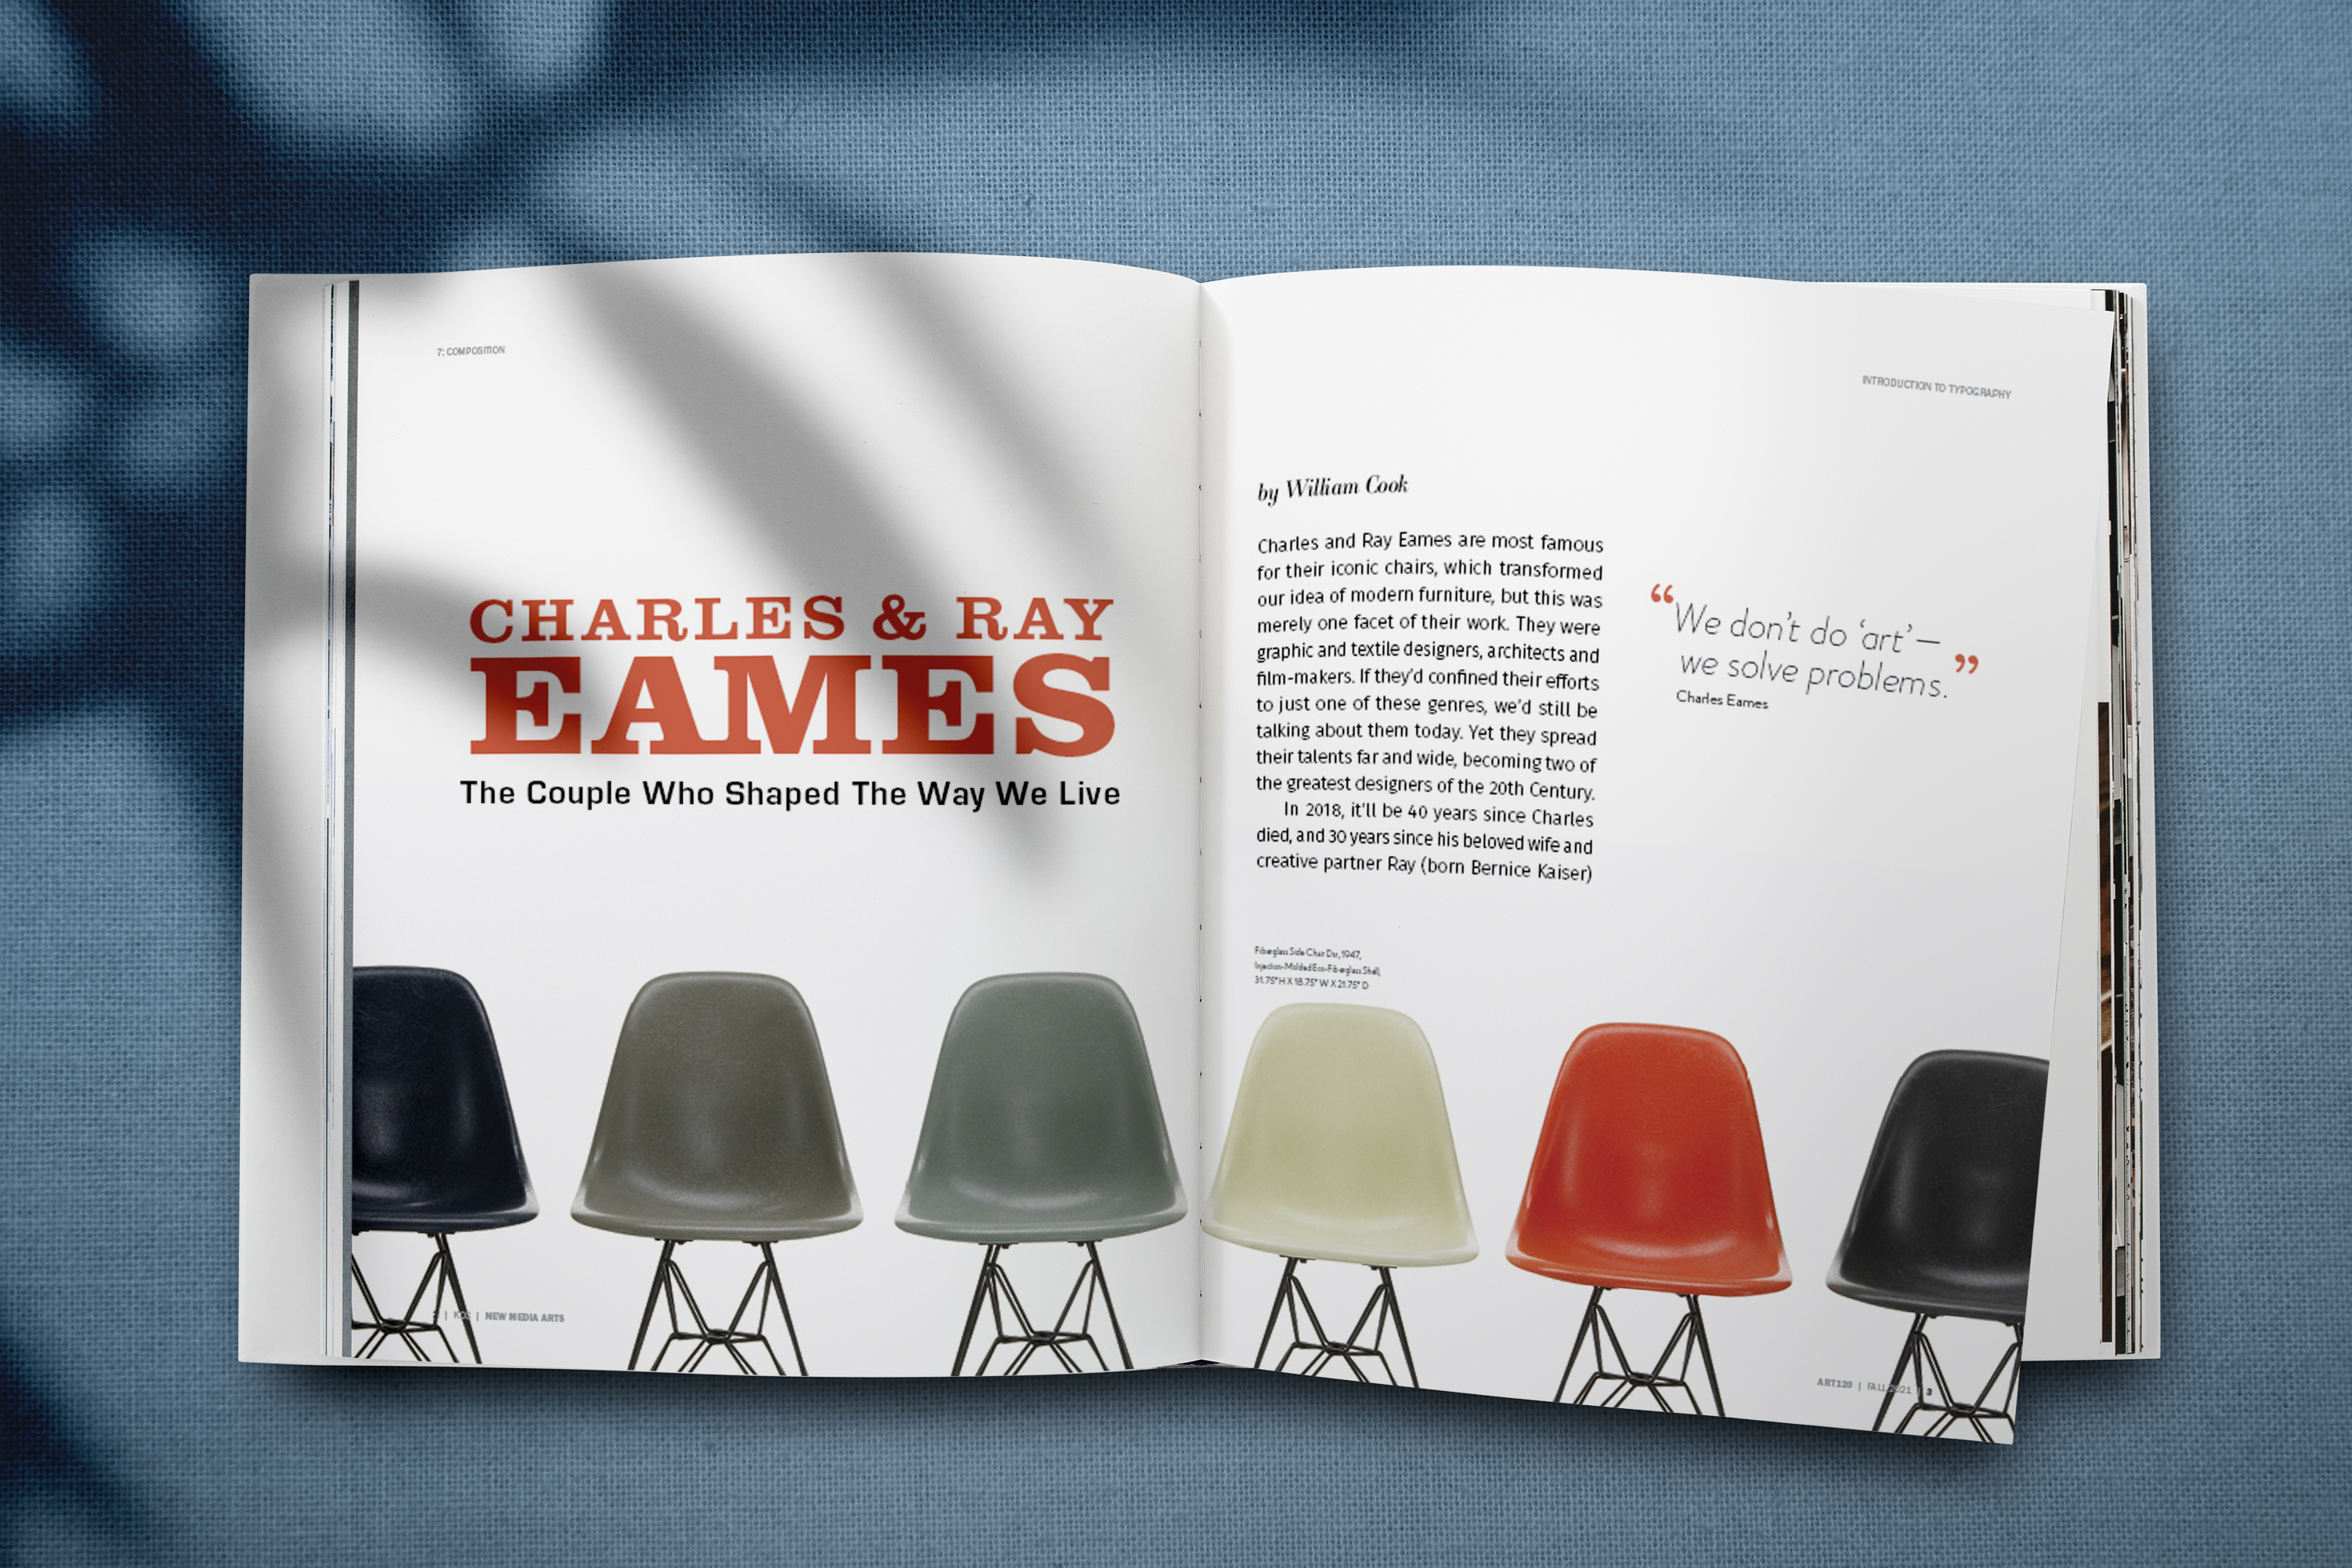 7: COMPOSITION
CHARLES & RAY
EAMES
The Couple Who Shaped The Way We Live
| KCS | NEW MEDIA ARTS
INTRODUCTION TO TYPOGRAPHY
by William Cook
Charles and Ray Eames are most famous
for their iconic chairs, which transformed
our idea of modern furniture, but this was
merely one facet of their work. They were
graphic and textile designers, architects and
film-makers. If they’d confined their efforts
to just one of these genres, we’d still be
talking about them today. Yet they spread
their talents far and wide, becoming two of
the greatest designers of the 20th Century.
In 2018, it’ll be 40 years since Charles
died, and 30 years since his beloved wife and
creative partner Ray (born Bernice Kaiser)
“We don’t do ‘art’ —
we solve problems.”
Charles Eames
Fiberglass Side Chair Dsr, 1947,
Injection-Molded Eco-Fiberglass Shell,
31.75" H X 18.75" W X 21.75" D
ART120 | FALL 2021 | 3